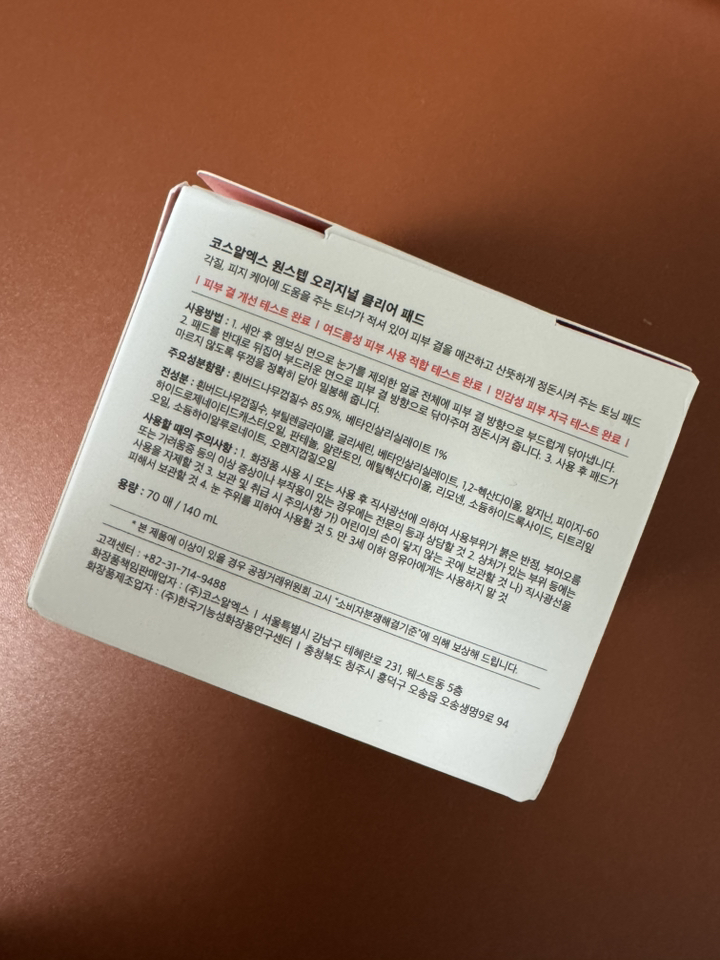 코스알엑스 원스텝 오리지널 클리어 패드
각질, 피지 케어에 도움을 주는 토너가 적셔 있어 피부 결을 매끈하고 산뜻하게 정돈시켜 주는 토닝 패드
| 피부 결 개선 테스트 완료 | 여드름성 피부 사용 적합 테스트 완료 | 민감성 피부 자극 테스트 완료 |
사용방법 : 1. 세안 후 엠보싱 면으로 눈가를 제외한 얼굴 전체에 피부 결 방향으로 부드럽게 닦아냅니다.
2. 패드를 반대로 뒤집어 부드러운 면으로 피부 결 방향으로 닦아주며 정돈시켜 줍니다. 3. 사용 후 패드가
마르지 않도록 뚜껑을 정확히 닫아 밀봉해 줍니다.
주요성분함량 : 흰버드나무껍질수 85.9%, 베타인살리실레이트 1%
전성분 : 흰버드나무껍질수, 부틸렌글라이콜, 글리세린, 베타인살리실레이트, 1,2-헥산다이올, 알지닌, 피이지-60
하이드로제네이티드캐스터오일, 판테놀, 알란토인, 에틸헥산다이올, 리모넨, 소듐하이드록사이드, 티트리잎
오일, 소듐하이알루로네이트, 오렌지껍질오일
사용할 때의 주의사항 : 1. 화장품 사용 시 또는 사용 후 직사광선에 의하여 사용부위가 붉은 반점, 부어오름
또는 가려움증 등의 이상 증상이나 부작용이 있는 경우에는 전문의 등과 상담할 것 2. 상처가 있는 부위 등에는
사용을 자제할 것 3. 보관 및 취급 시 주의사항 가) 어린이의 손이 닿지 않는 곳에 보관할 것 나) 직사광선을
피해서 보관할 것 4. 눈 주위를 피하여 사용할 것 5. 만 3세 이하 영유아에게는 사용하지 말 것
용량 : 70 매 / 140 mL
* 본 제품에 이상이 있을 경우 공정거래위원회 고시 "소비자분쟁해결기준"에 의해 보상해 드립니다.
고객센터 : +82-31-714-9488
화장품책임판매업자 : (주)코스알엑스 | 서울특별시 강남구 테헤란로 231, 웨스트동 5층
화장품제조업자 : (주)한국기능성화장품연구센터 | 충청북도 청주시 흥덕구 오송읍 오송생명9로 94